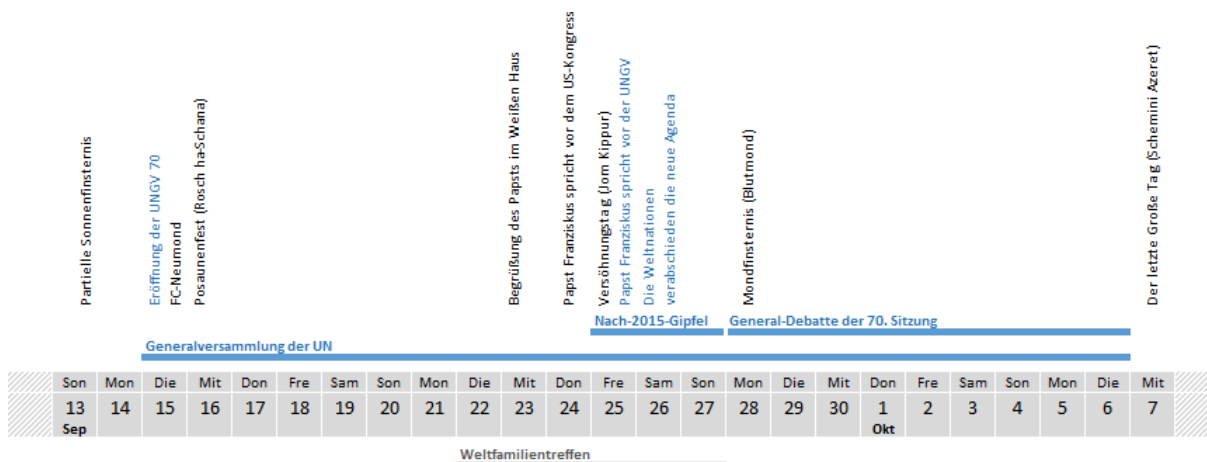 Partielle Sonnenfinsternis
Eröffnung der UNGV 70
FC-Neumond
Posaunenfest (Rosch ha-Schana)
Begrüßung des Papsts im Weißen Haus
Papst Franziskus spricht vor dem US-Kongress
Versöhnungstag (Jom Kippur)
Papst Franziskus spricht vor der UNGV
Die Weltnationen
verabschieden die neue Agenda
Mondfinsternis (Blutmond)
Der letzte Große Tag (Schemini Azeret)
Nach-2015-Gipfel General-Debatte der 70. Sitzung
Generalversammlung der UN
Son Mon Die Mit Don Fre Sam Son Mon Die Mit Don Fre Sam Son Mon Die Mit Don Fre Sam Son Mon Die Mit
13 14 15 16 17 18 19 20 21 22 23 24 25 26 27 28 29 30 1 2 3 4 5 6 7
Sep Okt
Weltfamilientreffen